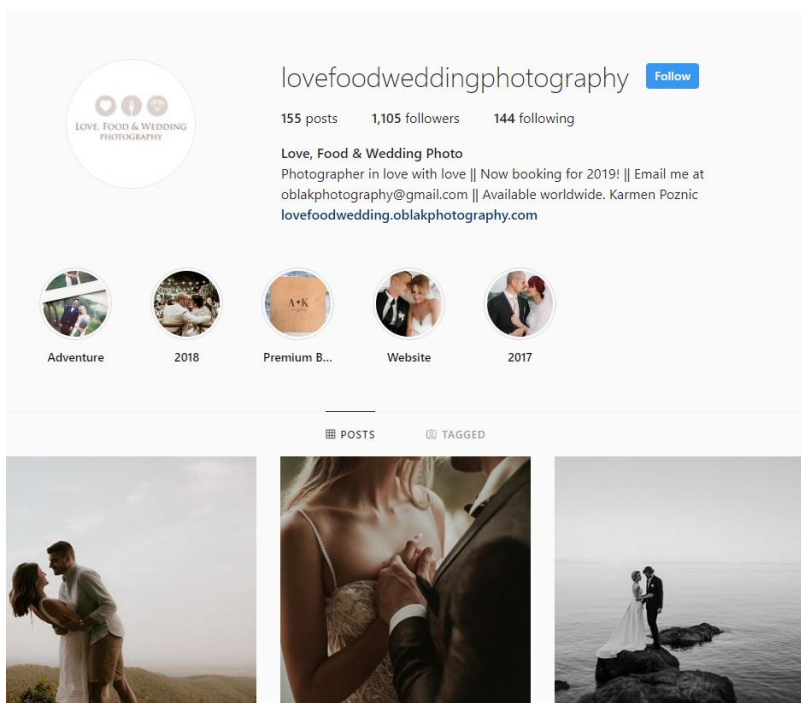 LOVE, FOOD & WEDDING
PHOTOGRAPHY
lovefoodweddingphotography
Follow
155 posts 1,105 followers 144 following
Love, Food & Wedding Photo
Photographer in love with love || Now booking for 2019! || Email me at
oblakphotography@gmail.com || Available worldwide. Karmen Poznic
lovefoodwedding.oblakphotography.com
A♥K
Adventure 2018 Premium B... Website 2017
POSTS TAGGED